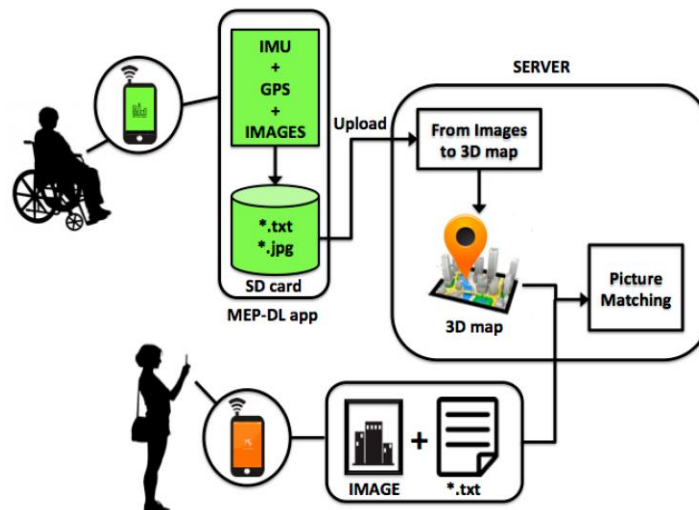 IMU
+
GPS
+
IMAGES
*.txt
*.jpg
SD card
MEP-DL app
Upload
SERVER
From Images
to 3D map
3D map
Picture
Matching
+
IMAGE
*.txt